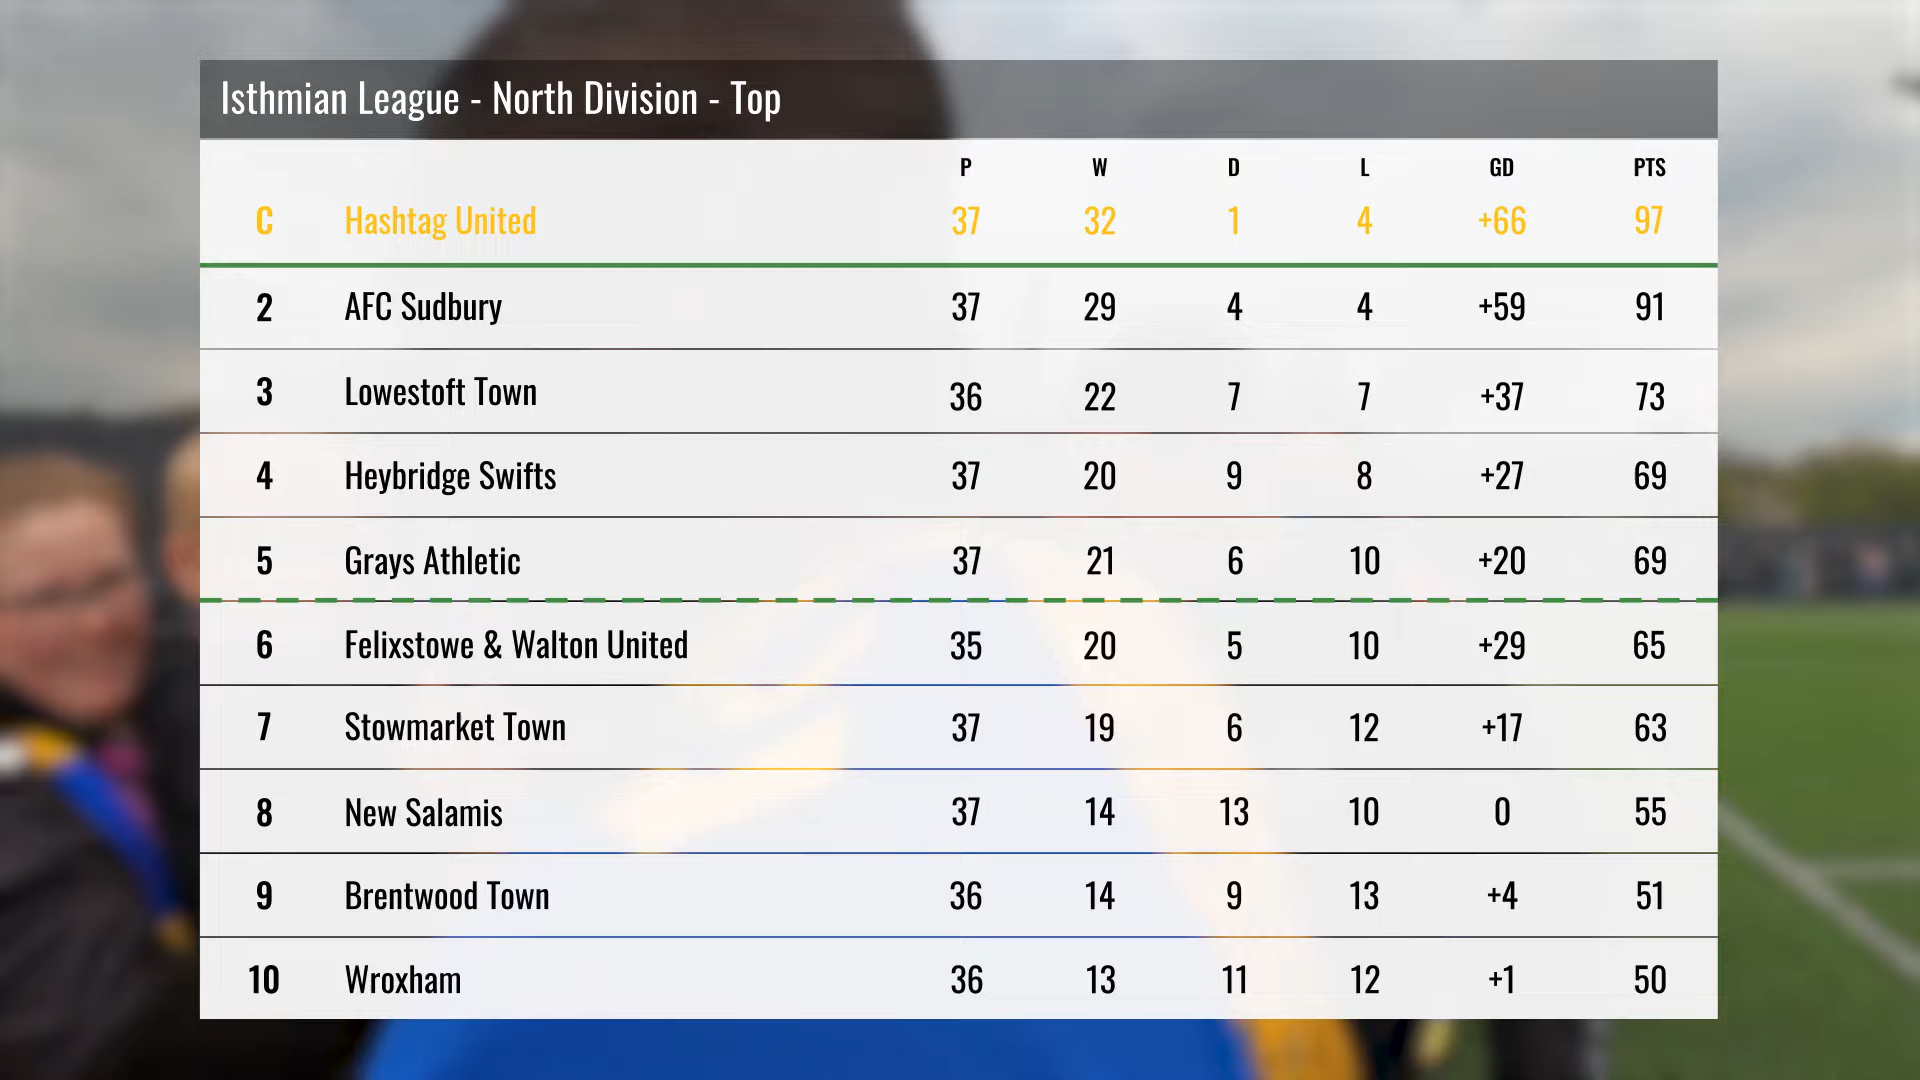 Isthmian League - North Division - Top
P W D L GD PTS
C Hashtag United 37 32 1 4 +66 97
2 AFC Sudbury 37 29 4 4 +59 91
3 Lowestoft Town 36 22 7 7 +37 73
4 Heybridge Swifts 37 20 9 8 +27 69
5 Grays Athletic 37 21 6 10 +20 69
6 Felixstowe & Walton United 35 20 5 10 +29 65
7 Stowmarket Town 37 19 6 12 +17 63
8 New Salamis 37 14 13 10 0 55
9 Brentwood Town 36 14 9 13 +4 51
10 Wroxham 36 13 11 12 +1 50